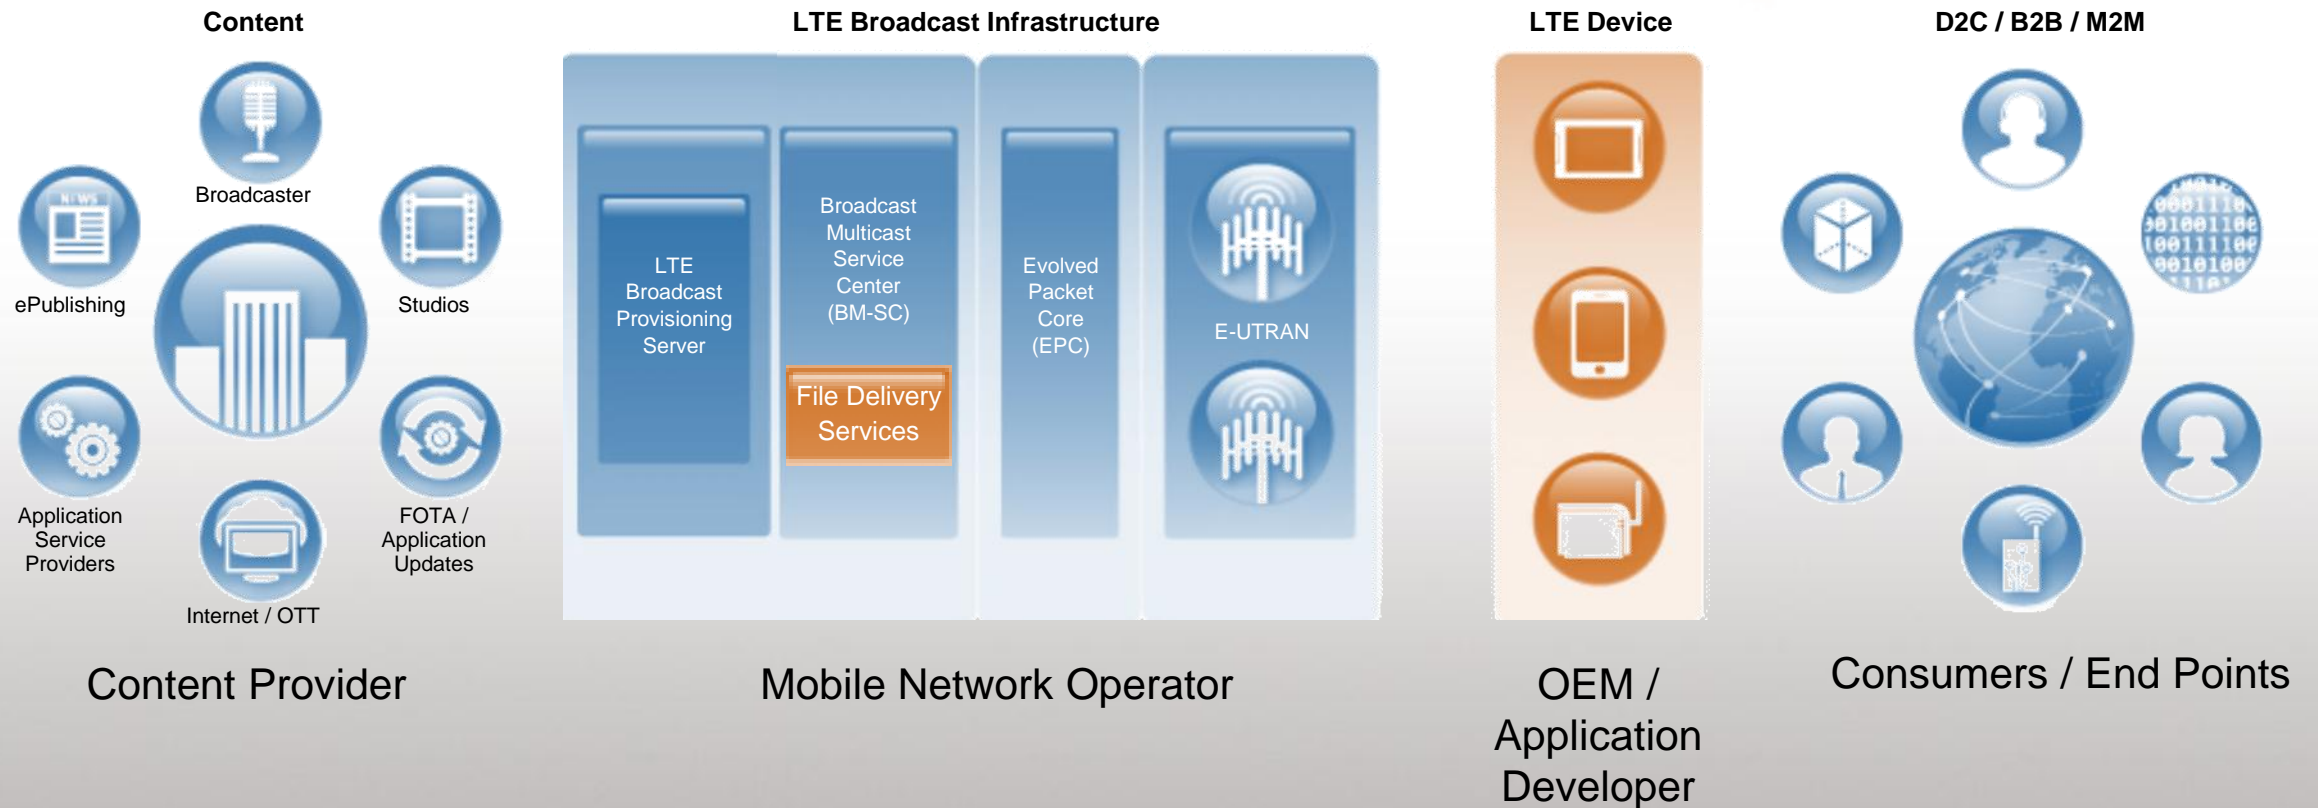 Content
LTE Broadcast Infrastructure
LTE Device
D2C / B2B / M2M
Broadcaster
NEWS
ePublishing
Studios
Application
Service
Providers
FOTA /
Application
Updates
Internet / OTT
LTE
Broadcast
Provisioning
Server
Broadcast
Multicast
Service
Center
(BM-SC)
File Delivery
Services
Evolved
Packet
Core
(EPC)
E-UTRAN
Content Provider
Mobile Network Operator
OEM /
Application
Developer
Consumers / End Points